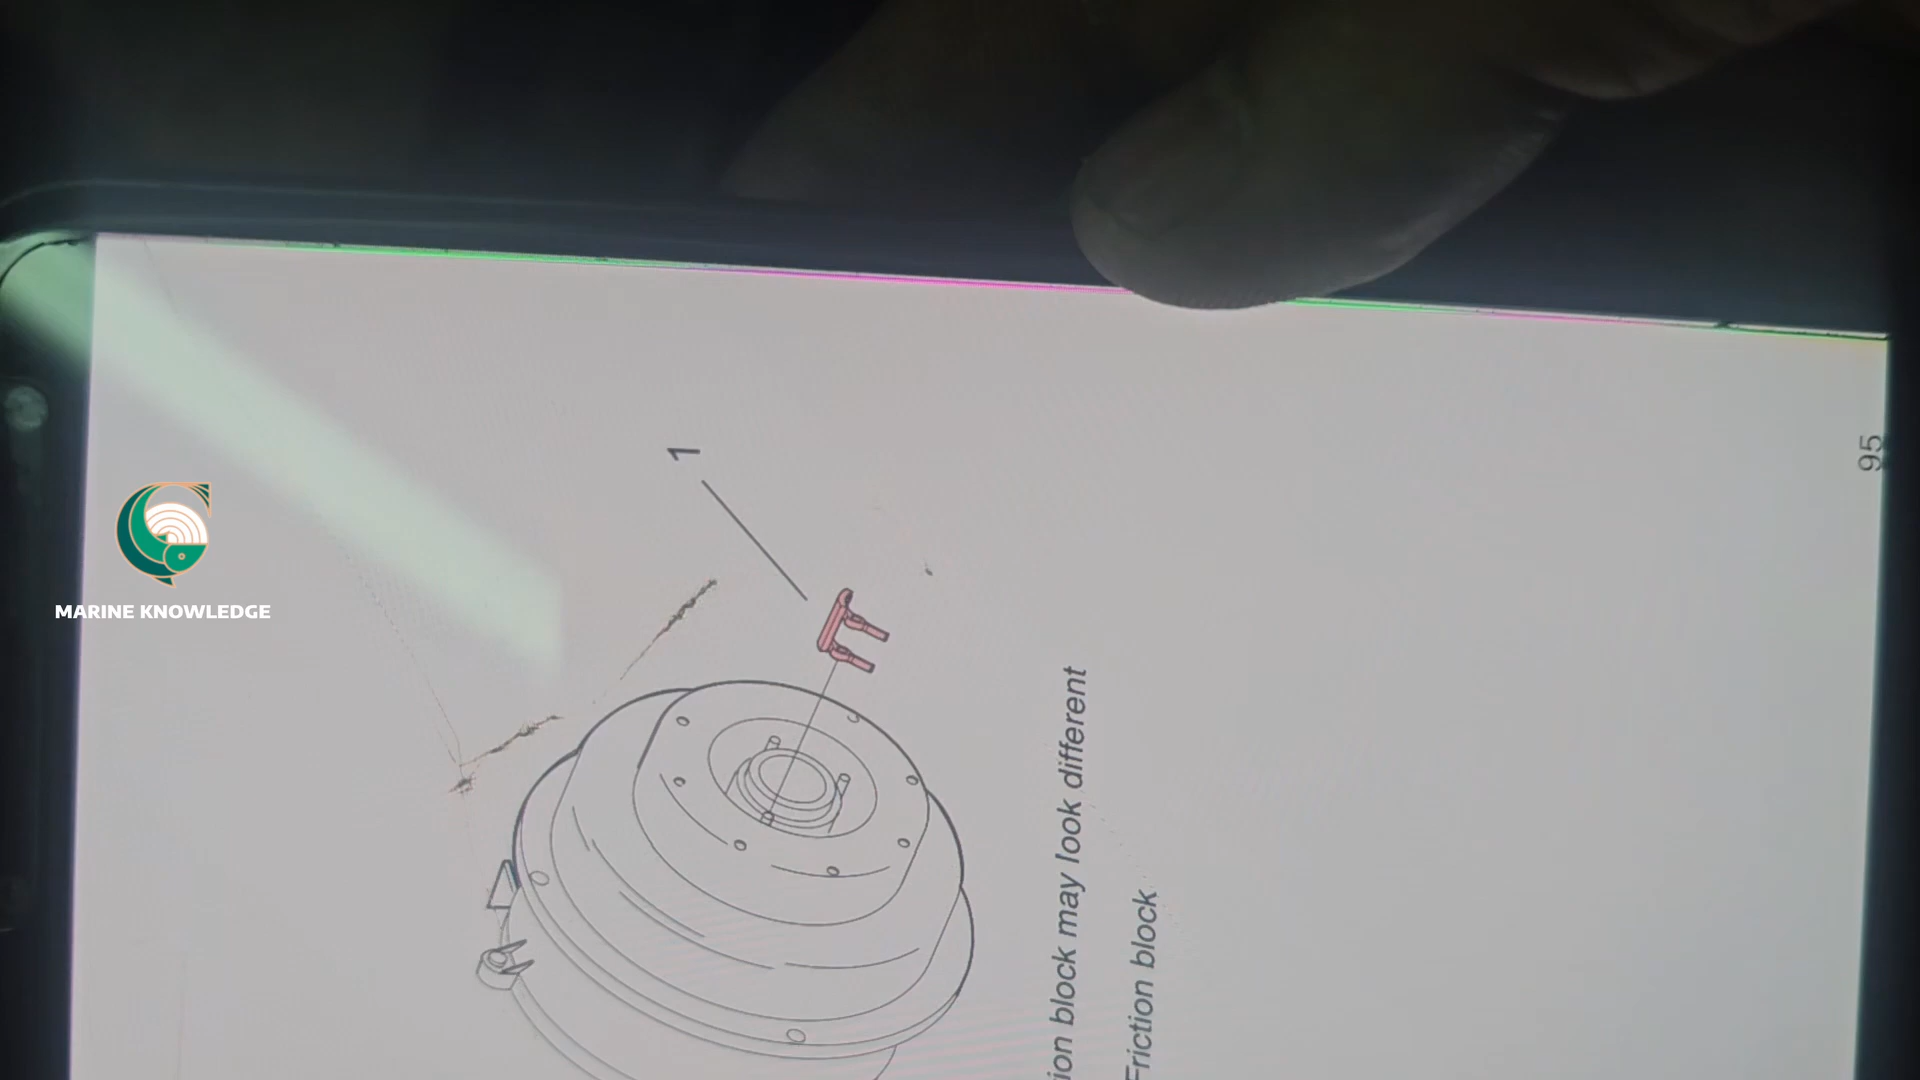 1
ion block may look different
Friction block
95
MARINE KNOWLEDGE